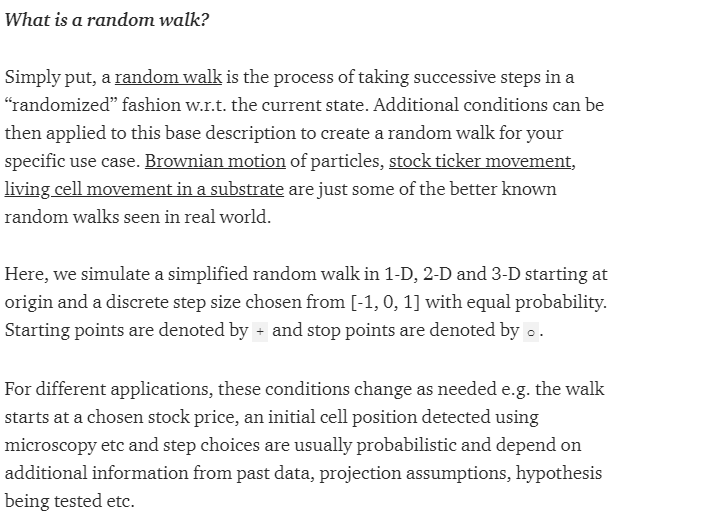 What is a random walk?
Simply put, a random walk is the process of taking successive steps in a
“randomized” fashion w.r.t. the current state. Additional conditions can be
then applied to this base description to create a random walk for your
specific use case. Brownian motion of particles, stock ticker movement,
living cell movement in a substrate are just some of the better known
random walks seen in real world.
Here, we simulate a simplified random walk in 1-D, 2-D and 3-D starting at
origin and a discrete step size chosen from [-1, 0, 1] with equal probability.
Starting points are denoted by + and stop points are denoted by o.
For different applications, these conditions change as needed e.g. the walk
starts at a chosen stock price, an initial cell position detected using
microscopy etc and step choices are usually probabilistic and depend on
additional information from past data, projection assumptions, hypothesis
being tested etc.